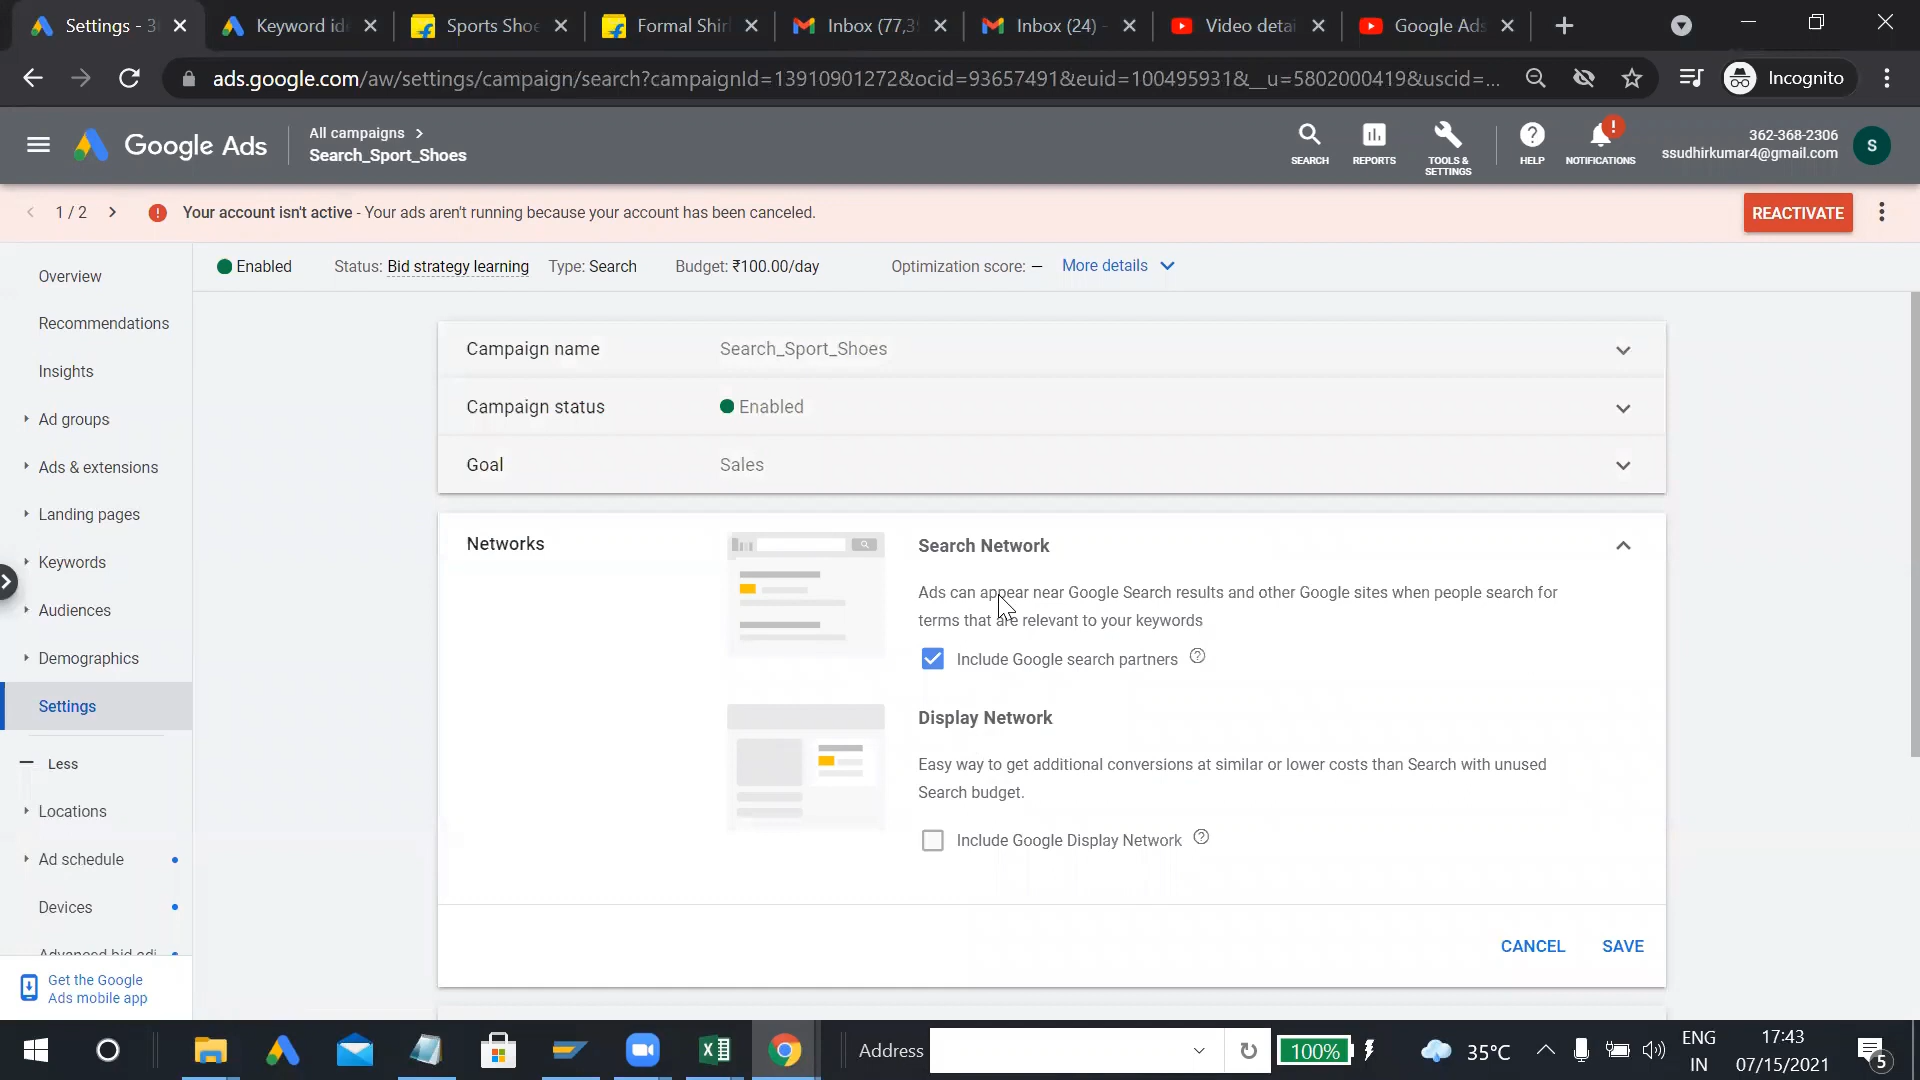 Settings - 3
Keyword id
Sports Sho
Formal Shir
Inbox (77,3
Inbox (24) -
Video detai
Google Ads
ads.google.com/aw/settings/campaign/search?campaignId=13910901272&ocid=93657491&euid=100495931&__u=5802000419&uscid=...
Incognito
Google Ads
All campaigns >
Search_Sport_Shoes
SEARCH
REPORTS
TOOLS &
SETTINGS
HELP
NOTIFICATIONS
362-368-2306
ssudhirkumar4@gmail.com
S
1 / 2
Your account isn't active - Your ads aren't running because your account has been canceled.
REACTIVATE
Enabled
Status: Bid strategy learning
Type: Search
Budget: ₹100.00/day
Optimization score: –
More details
Overview
Recommendations
Insights
Ad groups
Ads & extensions
Landing pages
Keywords
Audiences
Demographics
Settings
Less
Locations
Ad schedule
Devices
Advanced bid adj
Get the Google
Ads mobile app
Campaign name
Search_Sport_Shoes
Campaign status
Enabled
Goal
Sales
Networks
Search Network
Ads can appear near Google Search results and other Google sites when people search for
terms that are relevant to your keywords
Include Google search partners
Display Network
Easy way to get additional conversions at similar or lower costs than Search with unused
Search budget.
Include Google Display Network
CANCEL
SAVE
Address
100%
35°C
ENG
IN
17:43
07/15/2021
5